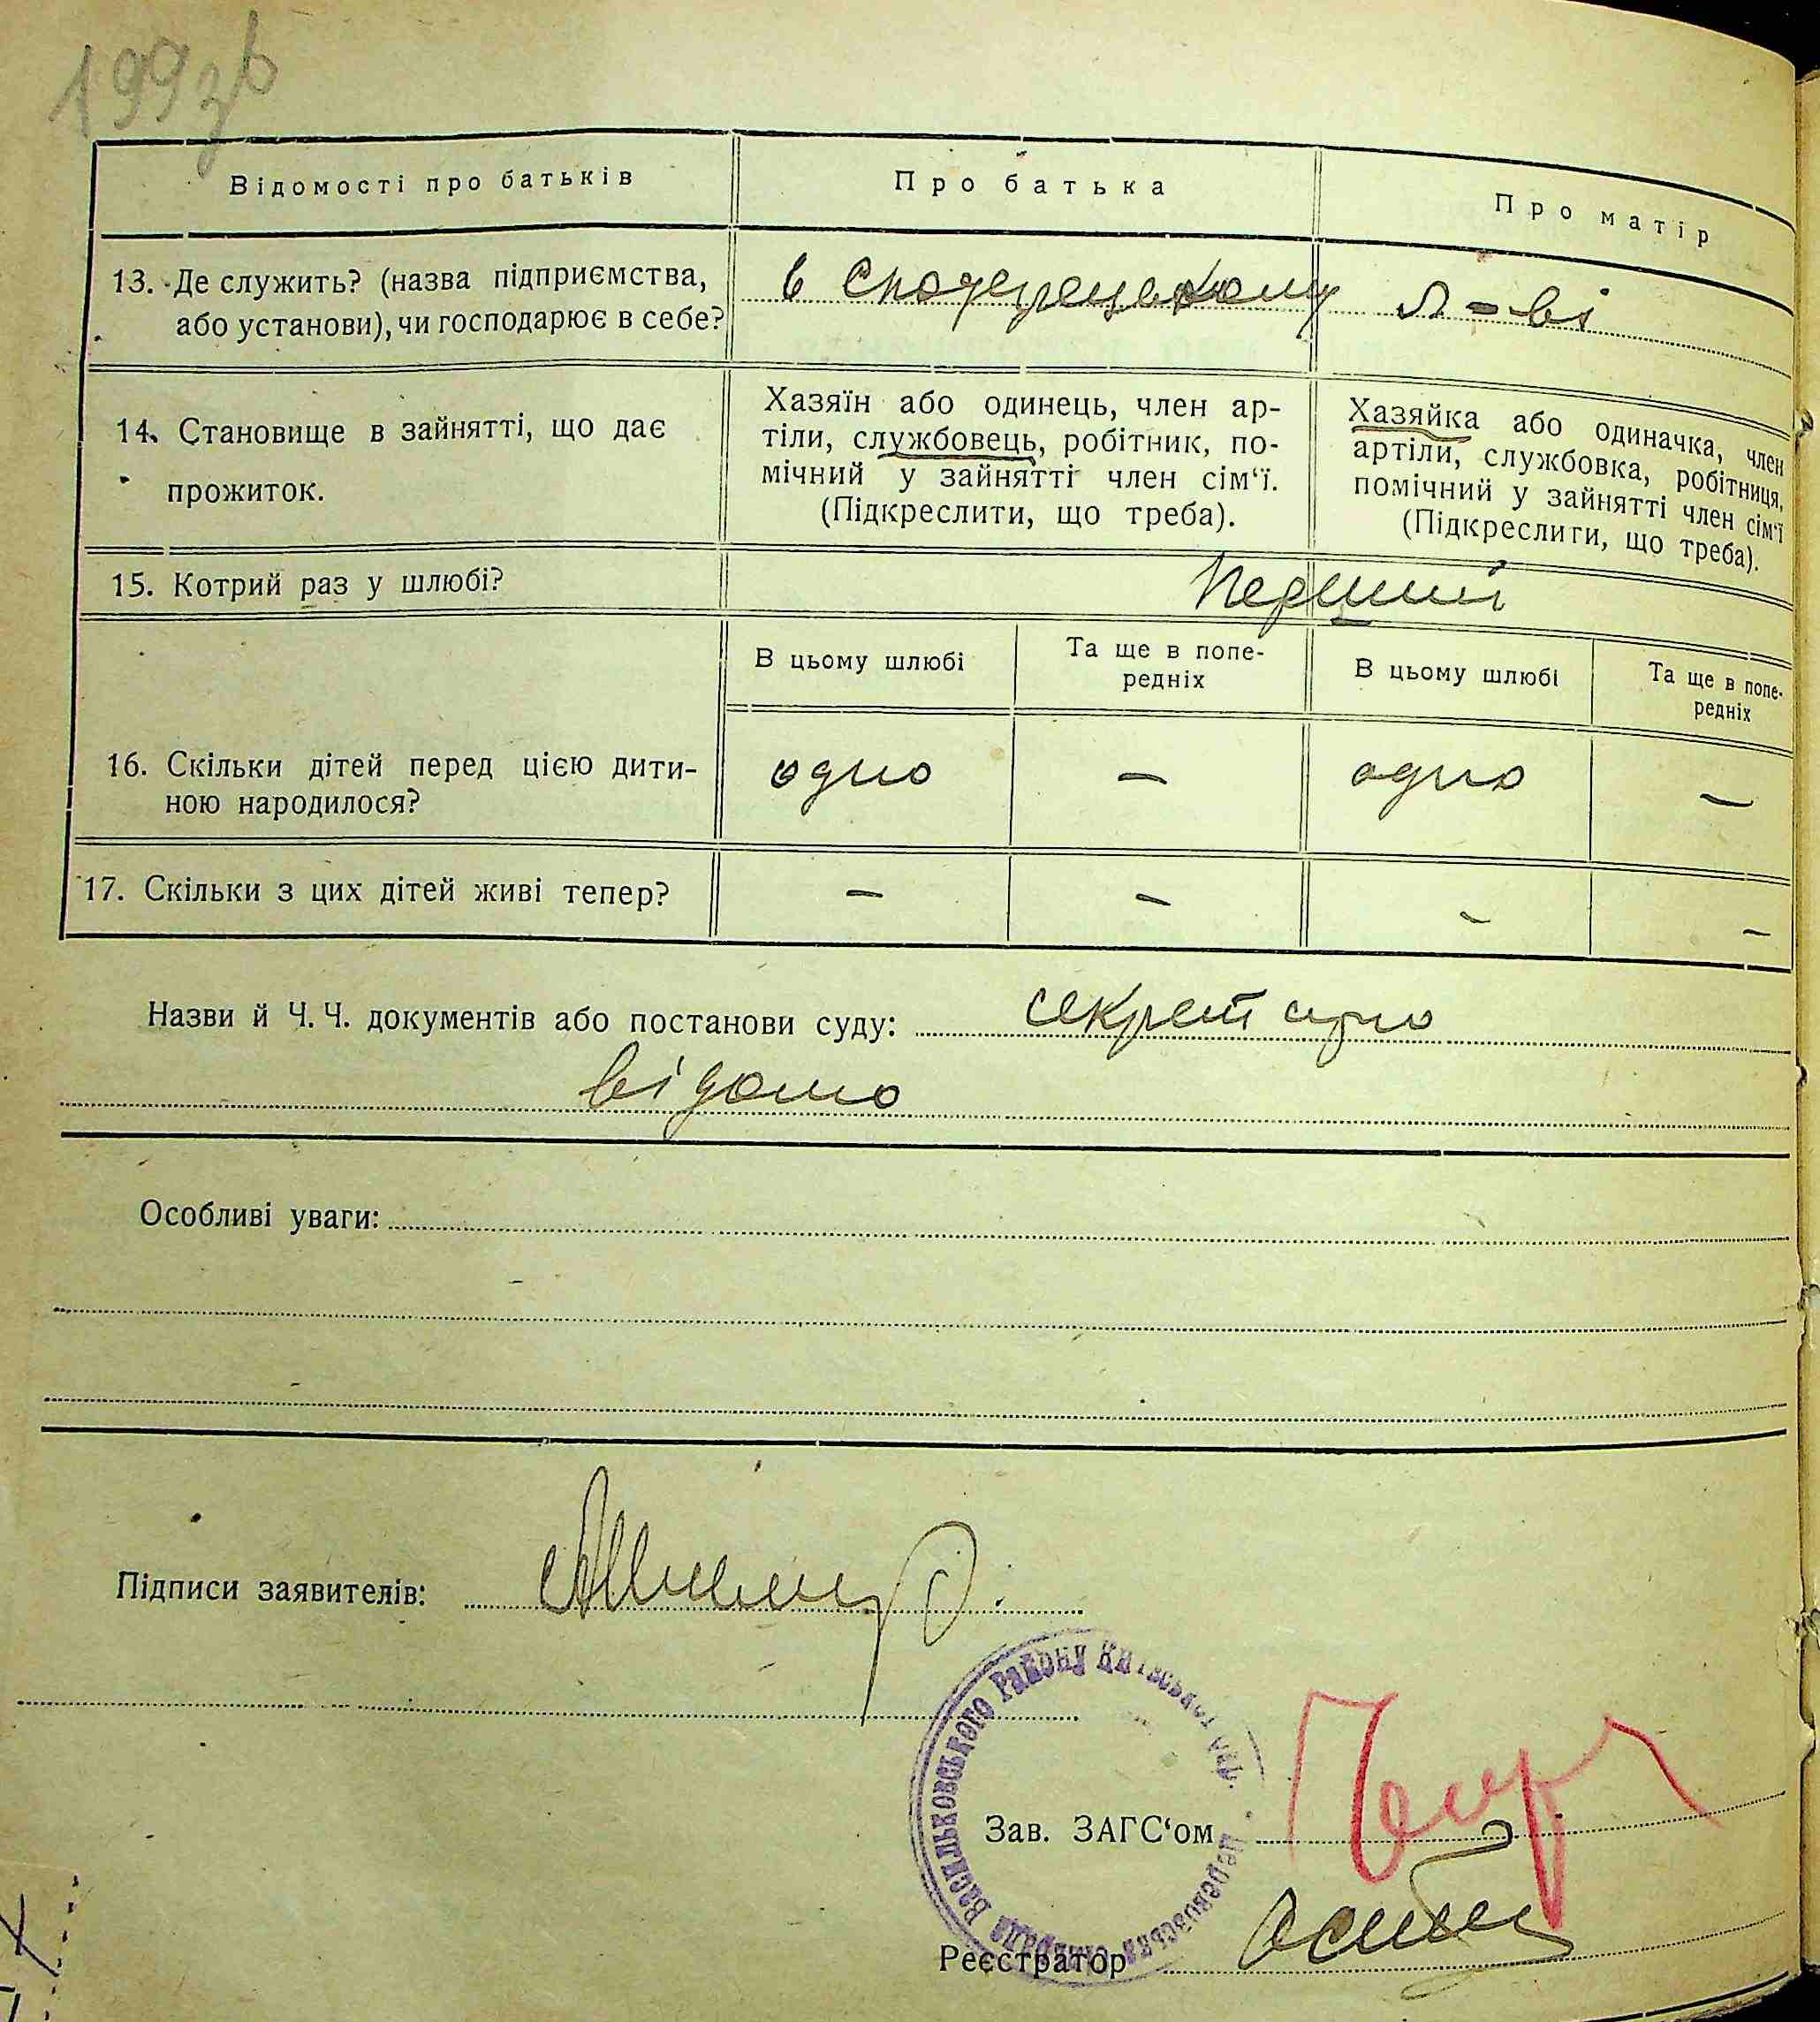 199зв
Відомості про батьків
Про батька
Про матір
13. Де служить? (назва підприємства,
або установи), чи господарює в себе?
в л-ві
14. Становище в зайнятті, що дає
прожиток.
Хазяїн або одинець, член ар-
тіли, службовець, робітник, по-
мічний у зайнятті член сім‘ї.
(Підкреслити, що треба).
Хазяйка або одиначка, член
артіли, службовка, робітниця,
помічний у зайнятті член сім‘ї
(Підкреслити, що треба).
15. Котрий раз у шлюбі?
Перший
В цьому шлюбі
Та ще в попе-
редніх
В цьому шлюбі
Та ще в попе-
редніх
16. Скільки дітей перед цією дити-
ною народилося?
одно
—
одно
—
17. Скільки з цих дітей живі тепер?
—
—
—
—
Назви й Ч. Ч. документів або постанови суду: секрет
відомо
Особливі уваги:
Підписи заявителів:
Васильковського Району Київської
Зав. ЗАГС‘ом
Реєстратор